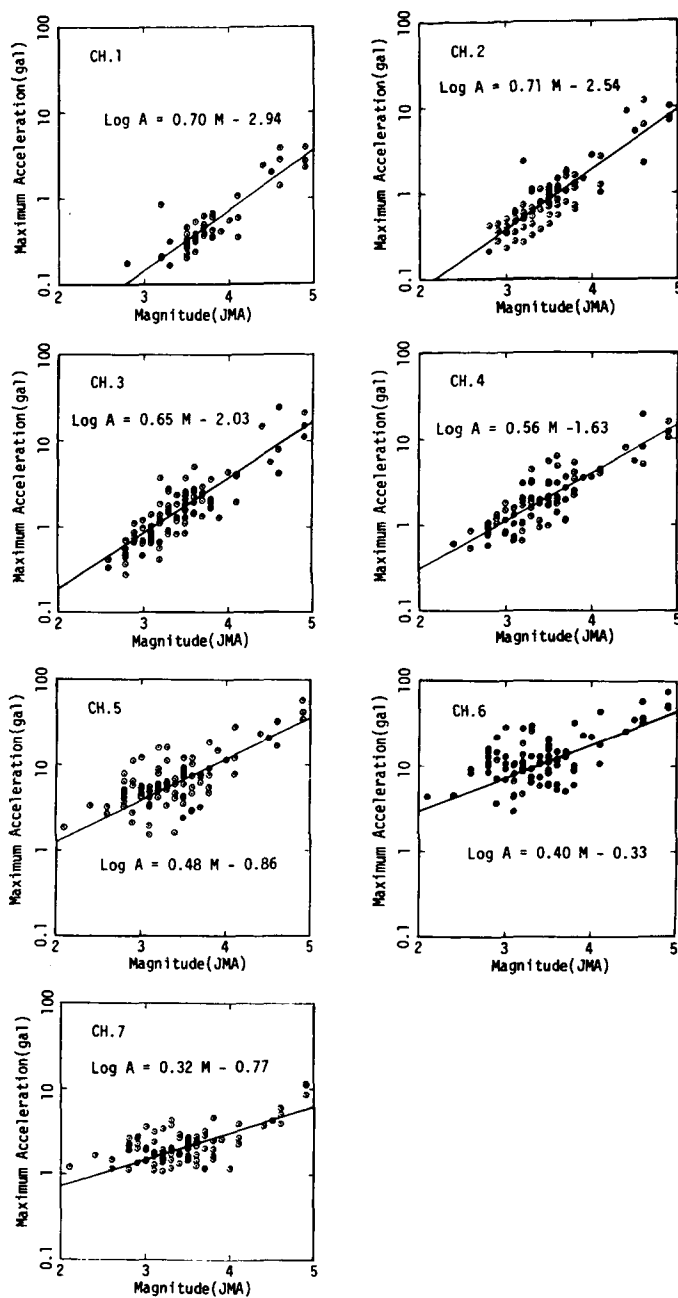 CH.1
Log A = 0.70 M - 2.94
Maximum Acceleration(gal)
100
10
1
0.1
2 3 4 5
Magnitude(JMA)
CH.2
Log A = 0.71 M - 2.54
Maximum Acceleration(gal)
100
10
1
0.1
2 3 4 5
Magnitude(JMA)
CH.3
Log A = 0.65 M - 2.03
Maximum Acceleration(gal)
100
10
1
0.1
2 3 4 5
Magnitude(JMA)
CH.4
Log A = 0.56 M -1.63
Maximum Acceleration(gal)
100
10
1
0.1
2 3 4 5
Magnitude(JMA)
CH.5
Log A = 0.48 M - 0.86
Maximum Acceleration(gal)
100
10
1
0.1
2 3 4 5
Magnitude(JMA)
CH.6
Log A = 0.40 M - 0.33
Maximum Acceleration(gal)
100
10
1
0.1
2 3 4 5
Magnitude(JMA)
CH.7
Log A = 0.32 M - 0.77
Maximum Acceleration(gal)
100
10
1
0.1
2 3 4 5
Magnitude(JMA)